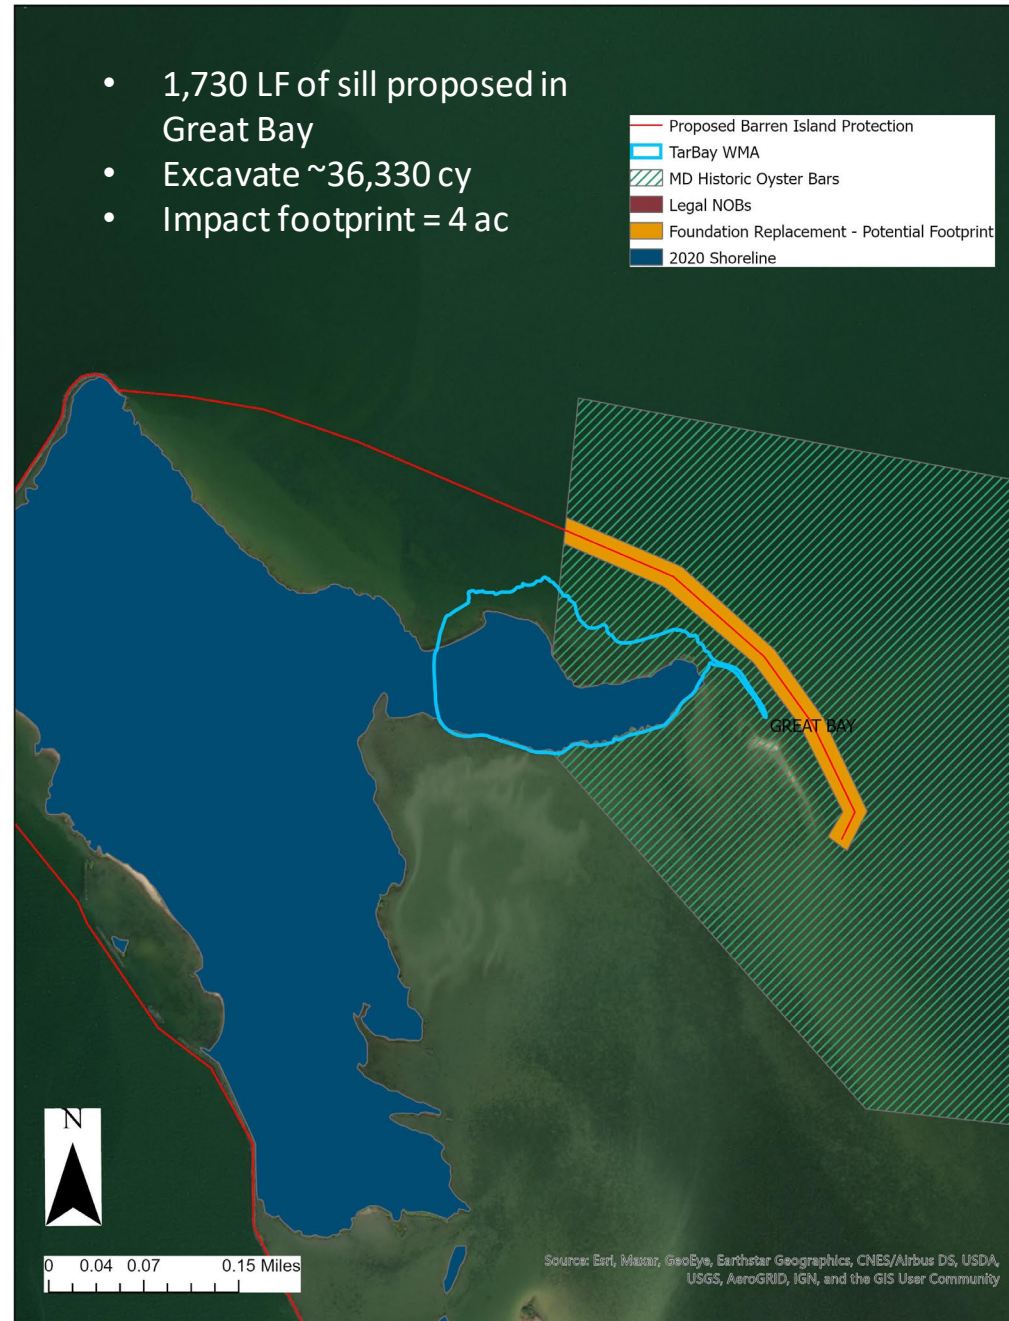 • 1,730 LF of sill proposed in
Great Bay
• Excavate ~36,330 cy
• Impact footprint = 4 ac
Proposed Barren Island Protection
TarBay WMA
MD Historic Oyster Bars
Legal NOBs
Foundation Replacement - Potential Footprint
2020 Shoreline
GREAT BAY
N
0 0.04 0.07 0.15 Miles
Source: Esri, Maxar, GeoEye, Earthstar Geographics, CNES/Airbus DS, USDA,
USGS, AeroGRID, IGN, and the GIS User Community